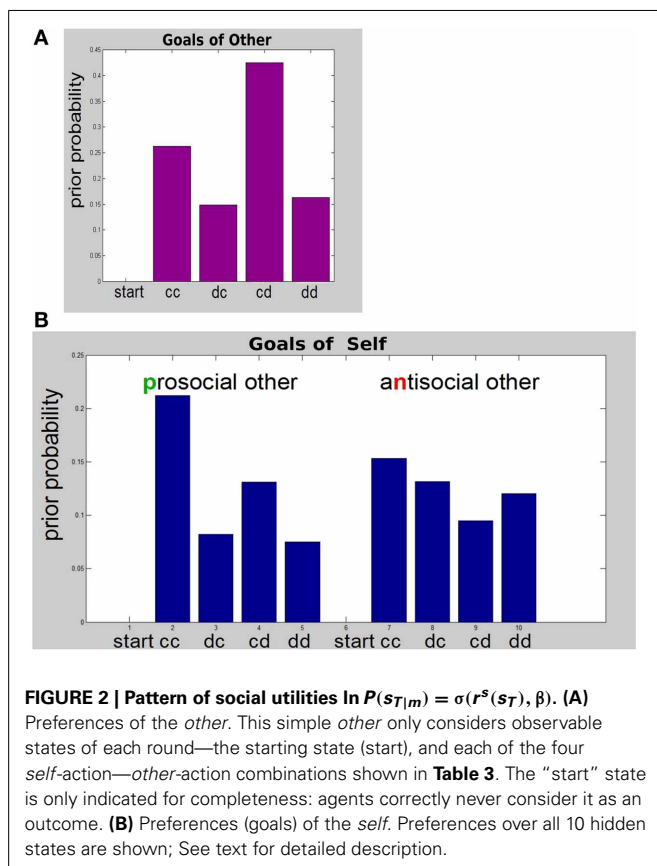 A
Goals of Other
prior probability
0.45
0.4
0.35
0.3
0.25
0.2
0.15
0.1
0.05
0
start cc dc cd dd
B
Goals of Self
prior probability
0.25
0.2
0.15
0.1
0.05
0
prosocial other antisocial other
1 2 3 4 5 6 7 8 9 10
start cc dc cd dd start cc dc cd dd
FIGURE 2 | Pattern of social utilities ln P(s_{T|m}) = σ(r^s(s_T), β). (A)
Preferences of the other. This simple other only considers observable
states of each round—the starting state (start), and each of the four
self-action—other-action combinations shown in Table 3. The “start” state
is only indicated for completeness: agents correctly never consider it as an
outcome. (B) Preferences (goals) of the self. Preferences over all 10 hidden
states are shown; See text for detailed description.